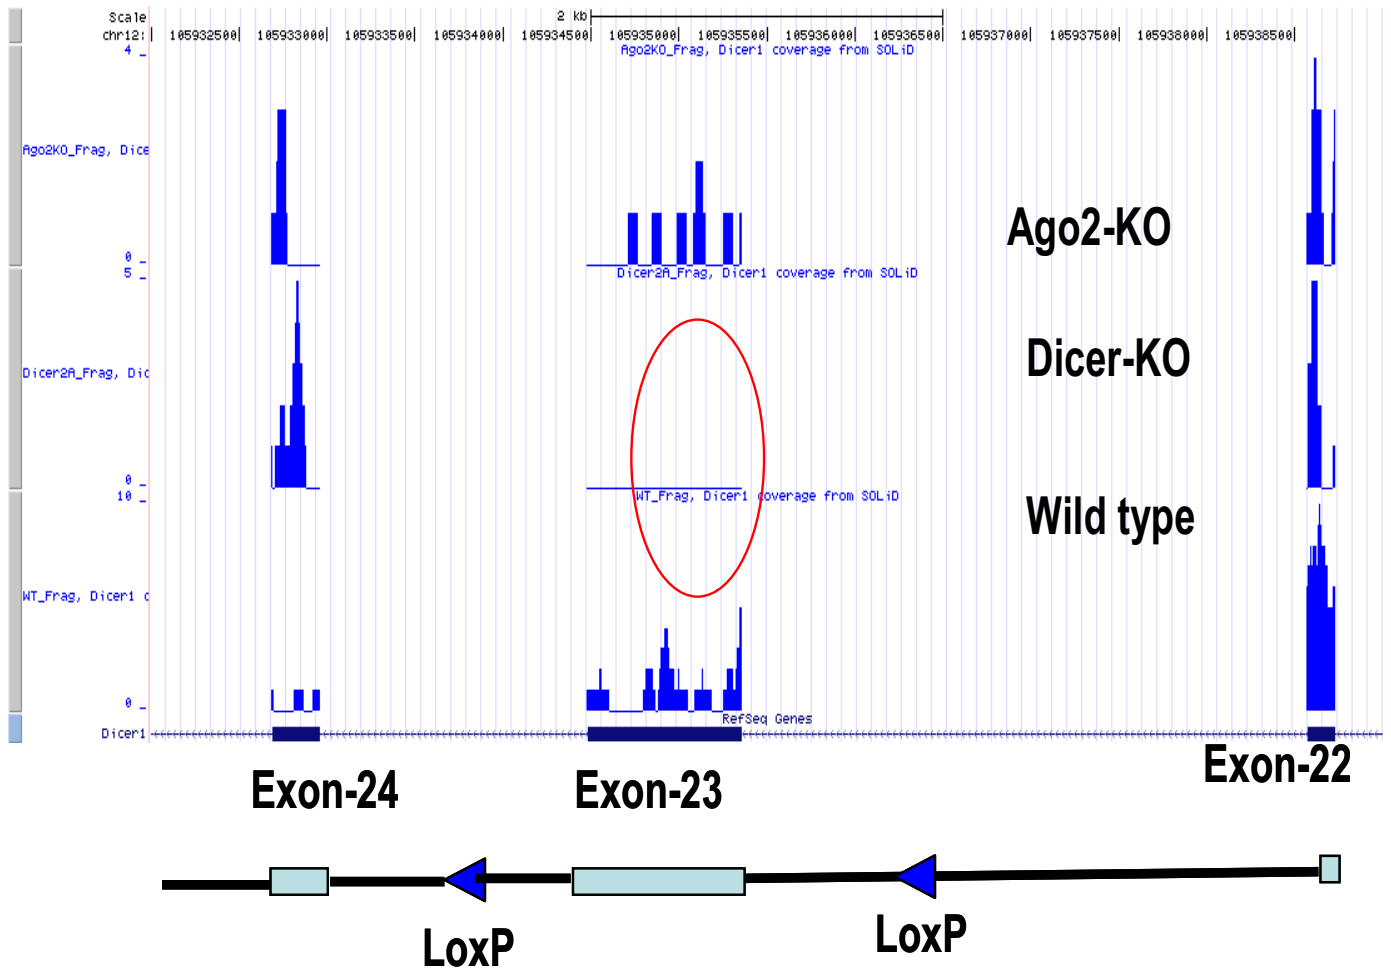 Scale 2 kb
chr12: 105932500| 105933000| 105933500| 105934000| 105934500| 105935000| 105935500| 105936000| 105936500| 105937000| 105937500| 105938000| 105938500|
Ago2KO_Frag, Dicer1 coverage from SOLiD
4 _
Ago2KO_Frag, Dice
Ago2-KO
0 _
Dicer2A_Frag, Dicer1 coverage from SOLiD
5 _
Dicer-KO
Dicer2A_Frag, Dic
0 _
WT_Frag, Dicer1 coverage from SOLiD
10 _
Wild type
WT_Frag, Dicer1 c
0 _
RefSeq Genes
Dicer1
Exon-24 Exon-23 Exon-22
LoxP LoxP